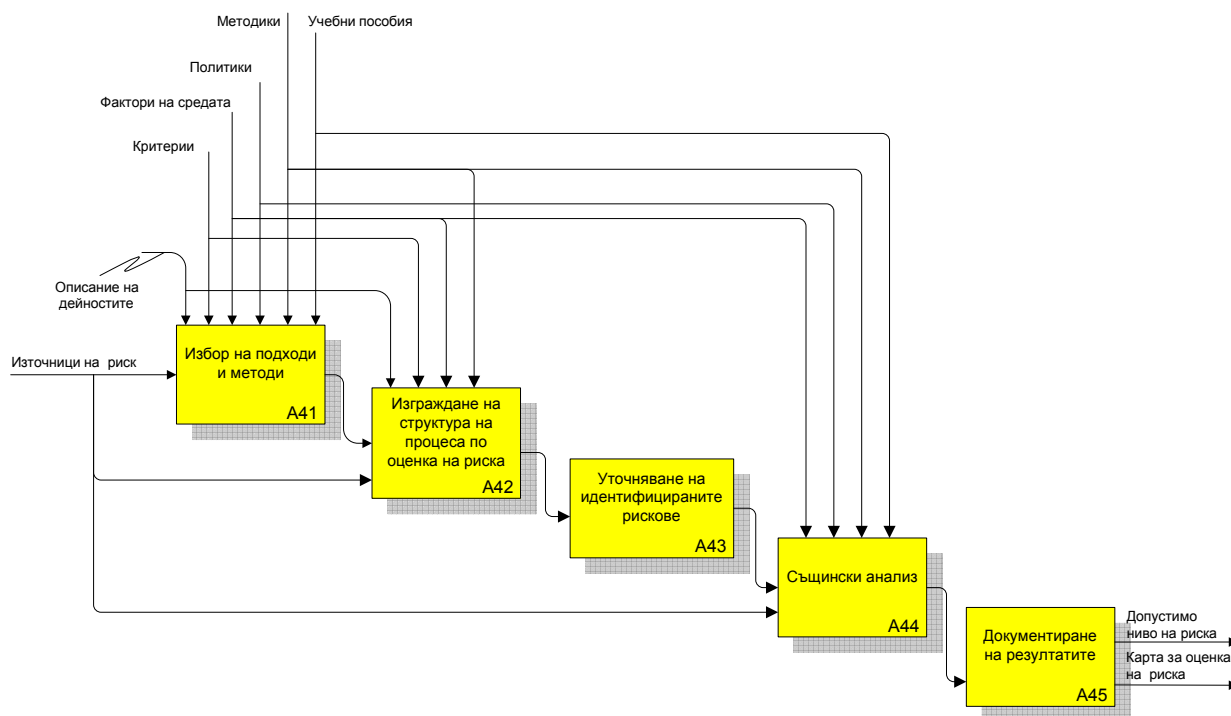 Методики
Учебни пособия
Политики
Фактори на средата
Критерии
Описание на
дейностите
Източници на риск
Избор на подходи
и методи
А41
Изграждане на
структура на
процеса по
оценка на риска
А42
Уточняване на
идентифицираните
рискове
А43
Същински анализ
А44
Документиране
на резултатите
А45
Допустимо
ниво на риска
Карта за оценка
на риска